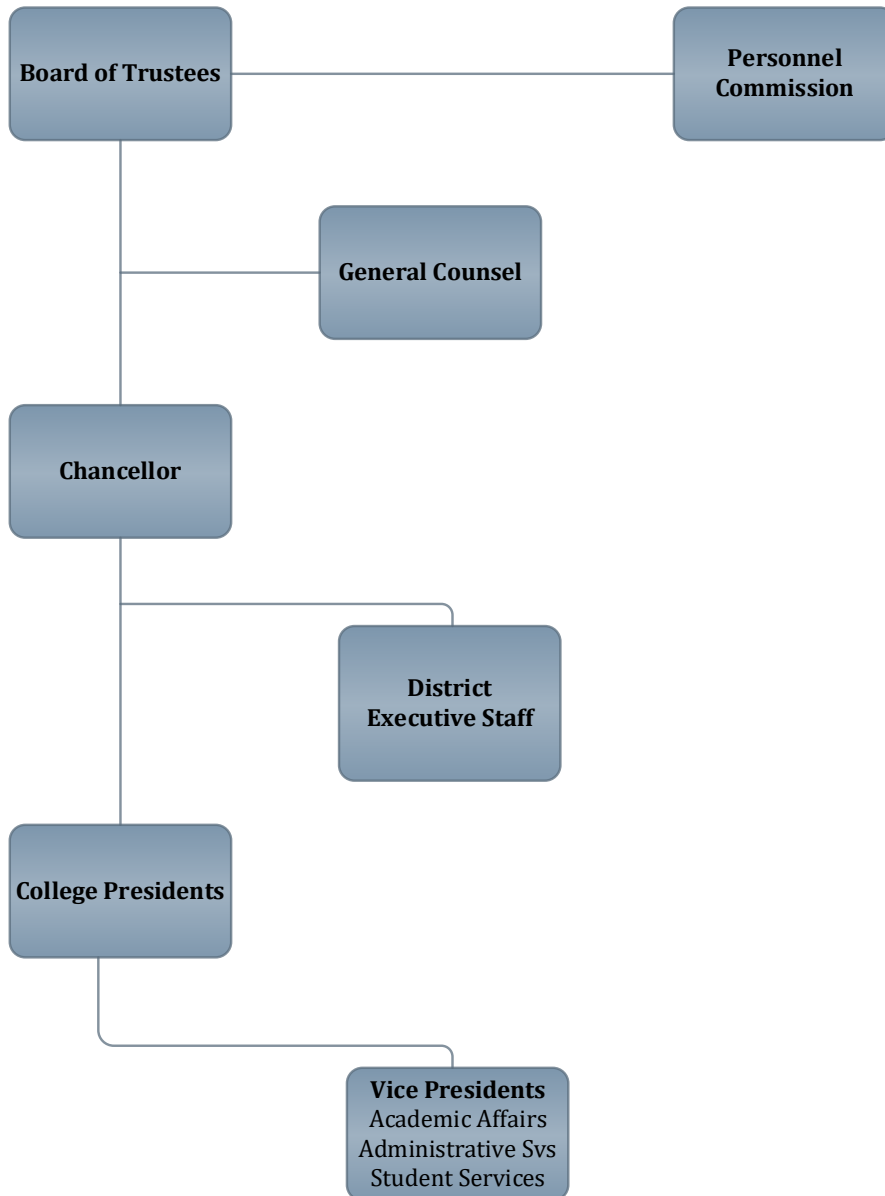 Board of Trustees
Personnel
Commission
General Counsel
Chancellor
District
Executive Staff
College Presidents
Vice Presidents
Academic Affairs
Administrative Svs
Student Services